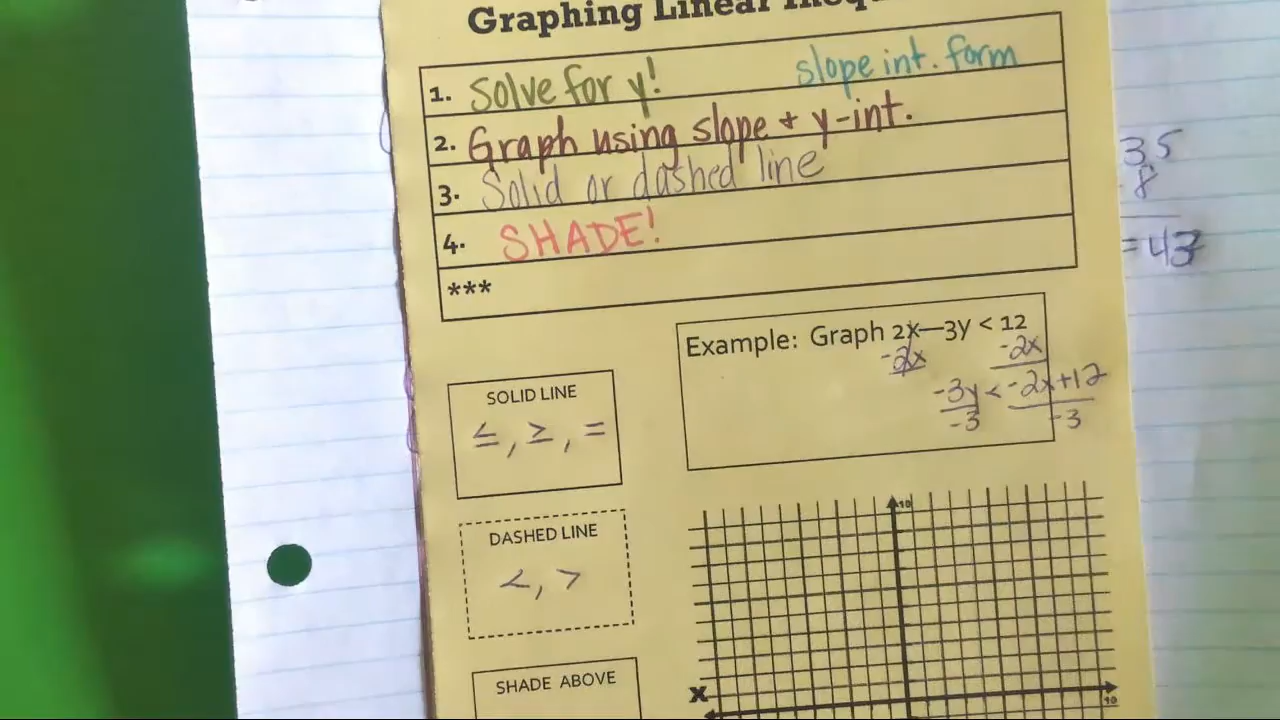 Graphing Linear
1. Solve for y! slope int. form
2. Graph using slope + y-int.
3. Solid or dashed line
4. SHADE!
***
Example: Graph 2x—3y < 12
-2x -2x
-3y < -2x+12
-3 -3
SOLID LINE
≤, ≥, =
DASHED LINE
<, >
SHADE ABOVE
10
X
10
35
8
=43